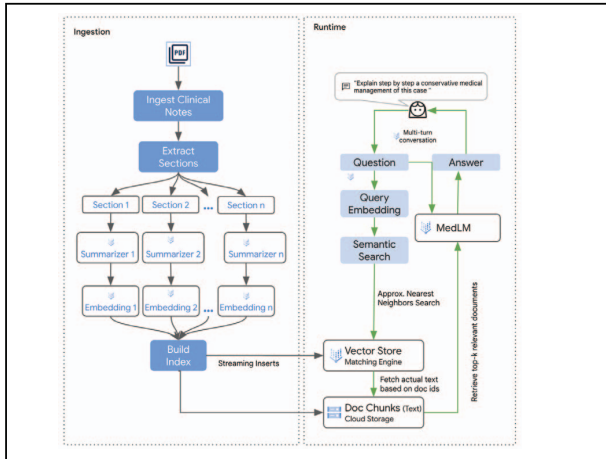 Ingestion
PDF
Ingest Clinical
Notes
Extract
Sections
Section 1
Section 2
...
Section n
Summarizer 1
Summarizer 2
Summarizer n
Embedding 1
Embedding 2
...
Embedding n
Build
Index
Streaming Inserts
Runtime
"Explain step by step a conservative medical
management of this case "
Multi-turn
conversation
Question
Answer
Query
Embedding
MedLM
Semantic
Search
Approx. Nearest
Neighbors Search
Retrieve top-k relevant documents
Vector Store
Matching Engine
Fetch actual text
based on doc ids
Doc Chunks (Text)
Cloud Storage